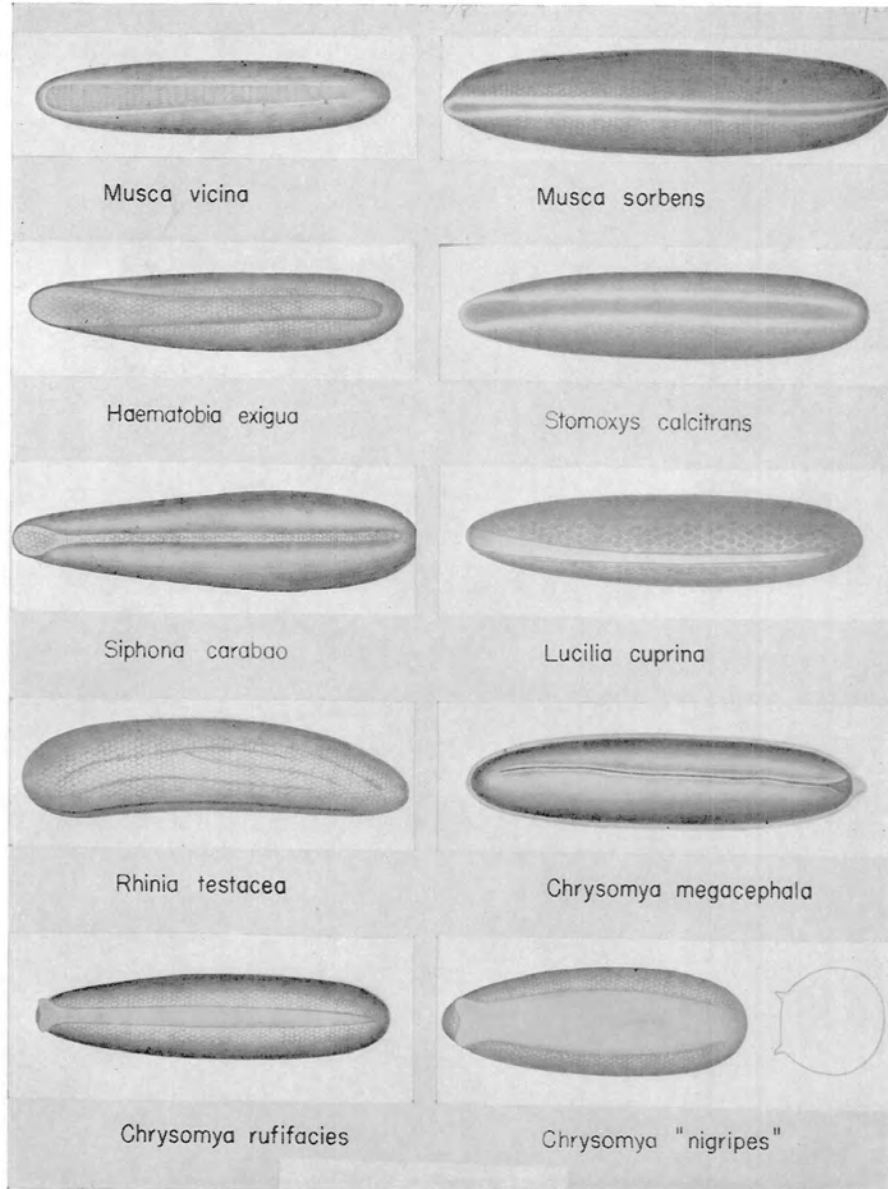 Musca vicina
Musca sorbens
Haematobia exigua
Stomoxys calcitrans
Siphona carabao
Lucilia cuprina
Rhinia testacea
Chrysomya megacephala
Chrysomya rufifacies
Chrysomya "nigripes"